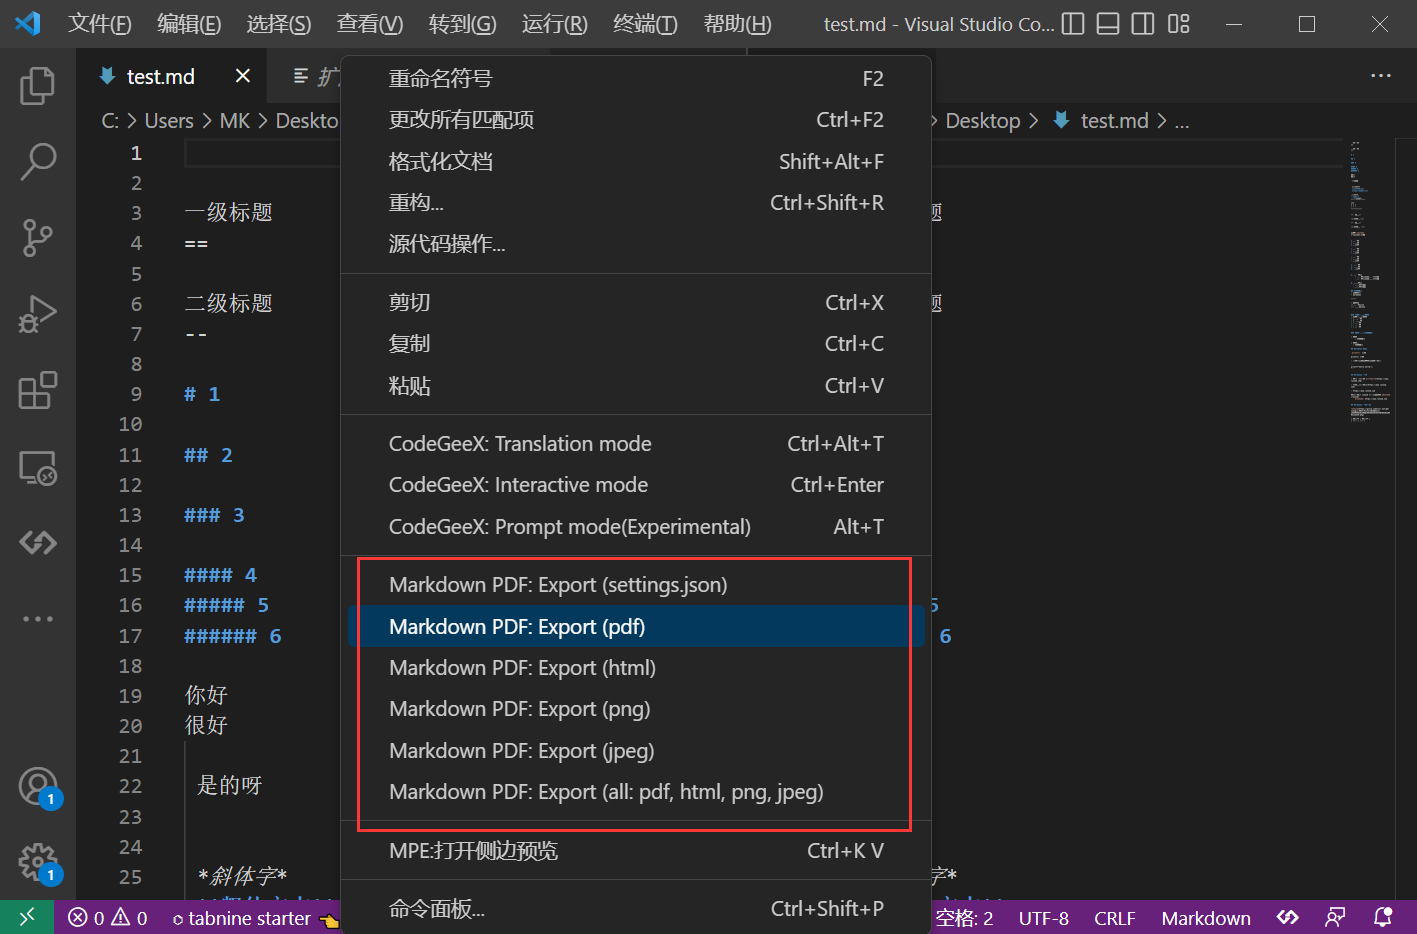 文件(F) 编辑(E) 选择(S) 查看(V) 转到(G) 运行(R) 终端(T) 帮助(H) test.md - Visual Studio Co...
test.md
C: > Users > MK > Deskto
Desktop > test.md > ...
1
2
3 一级标题
4 ==
5
6 二级标题
7 --
8
9 # 1
10
11 ## 2
12
13 ### 3
14
15 #### 4
16 ##### 5
17 ###### 6
18
19 你好
20 很好
21
22 是的呀
23
24
25 *斜体字*
重命名符号 F2
更改所有匹配项 Ctrl+F2
格式化文档 Shift+Alt+F
重构... Ctrl+Shift+R
源代码操作...
剪切 Ctrl+X
复制 Ctrl+C
粘贴 Ctrl+V
CodeGeeX: Translation mode Ctrl+Alt+T
CodeGeeX: Interactive mode Ctrl+Enter
CodeGeeX: Prompt mode(Experimental) Alt+T
Markdown PDF: Export (settings.json)
Markdown PDF: Export (pdf)
Markdown PDF: Export (html)
Markdown PDF: Export (png)
Markdown PDF: Export (jpeg)
Markdown PDF: Export (all: pdf, html, png, jpeg)
MPE:打开侧边预览 Ctrl+K V
命令面板... Ctrl+Shift+P
题
题
5
6
字*
1
1
0 0 tabnine starter 空格: 2 UTF-8 CRLF Markdown